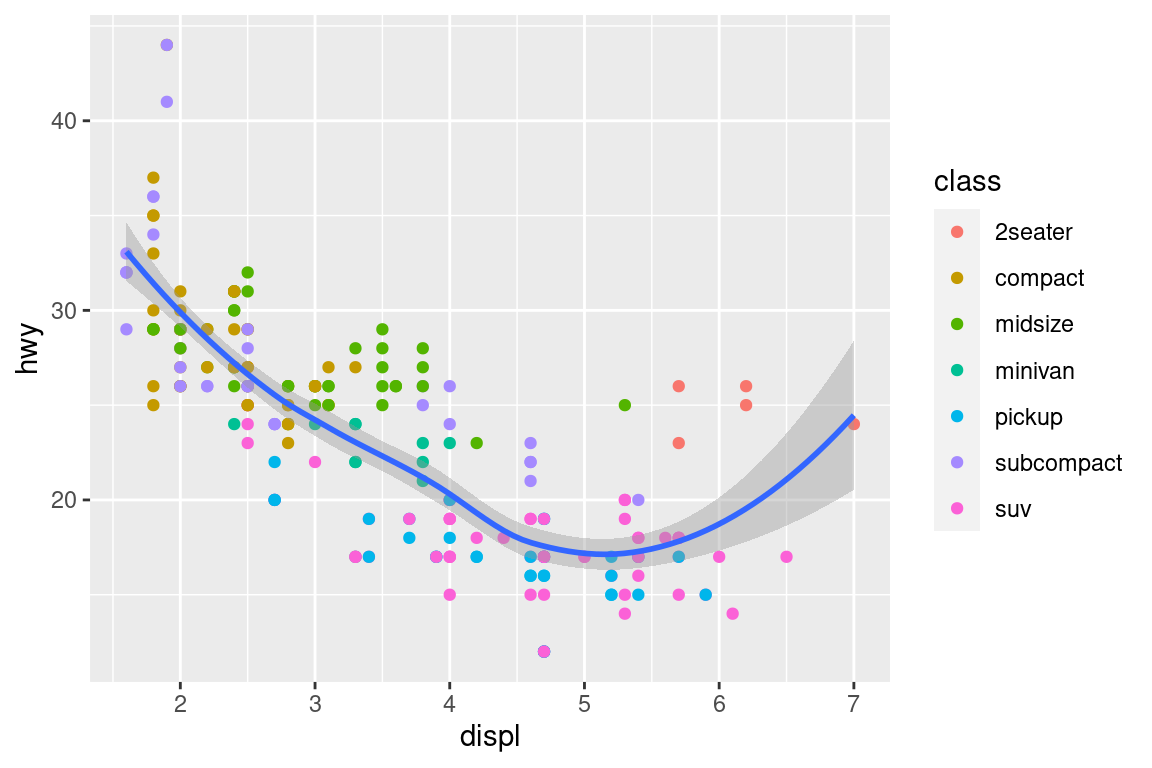 hwy
40
30
20
2 3 4 5 6 7
displ
class
2seater
compact
midsize
minivan
pickup
subcompact
suv